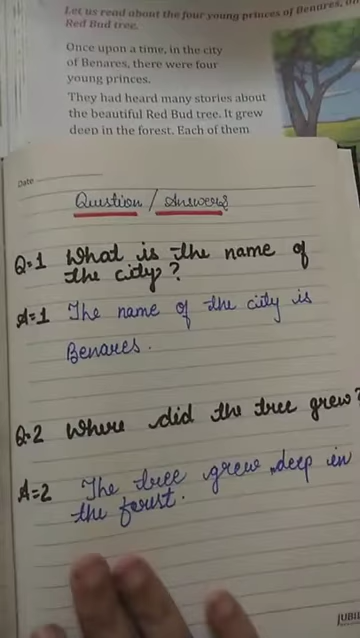 Let us read about the four young princes of Benares, on
Red Bud tree.
Once upon a time, in the city
of Benares, there were four
young princes.
They had heard many stories about
the beautiful Red Bud tree. It grew
deep in the forest. Each of them
Date
Question / Answers
Q=1 What is the name of
the city?
A=1 The name of the city is
Benares.
Q=2 Where did the tree grew?
A=2 The tree grew deep in
the forest.
JUBIL